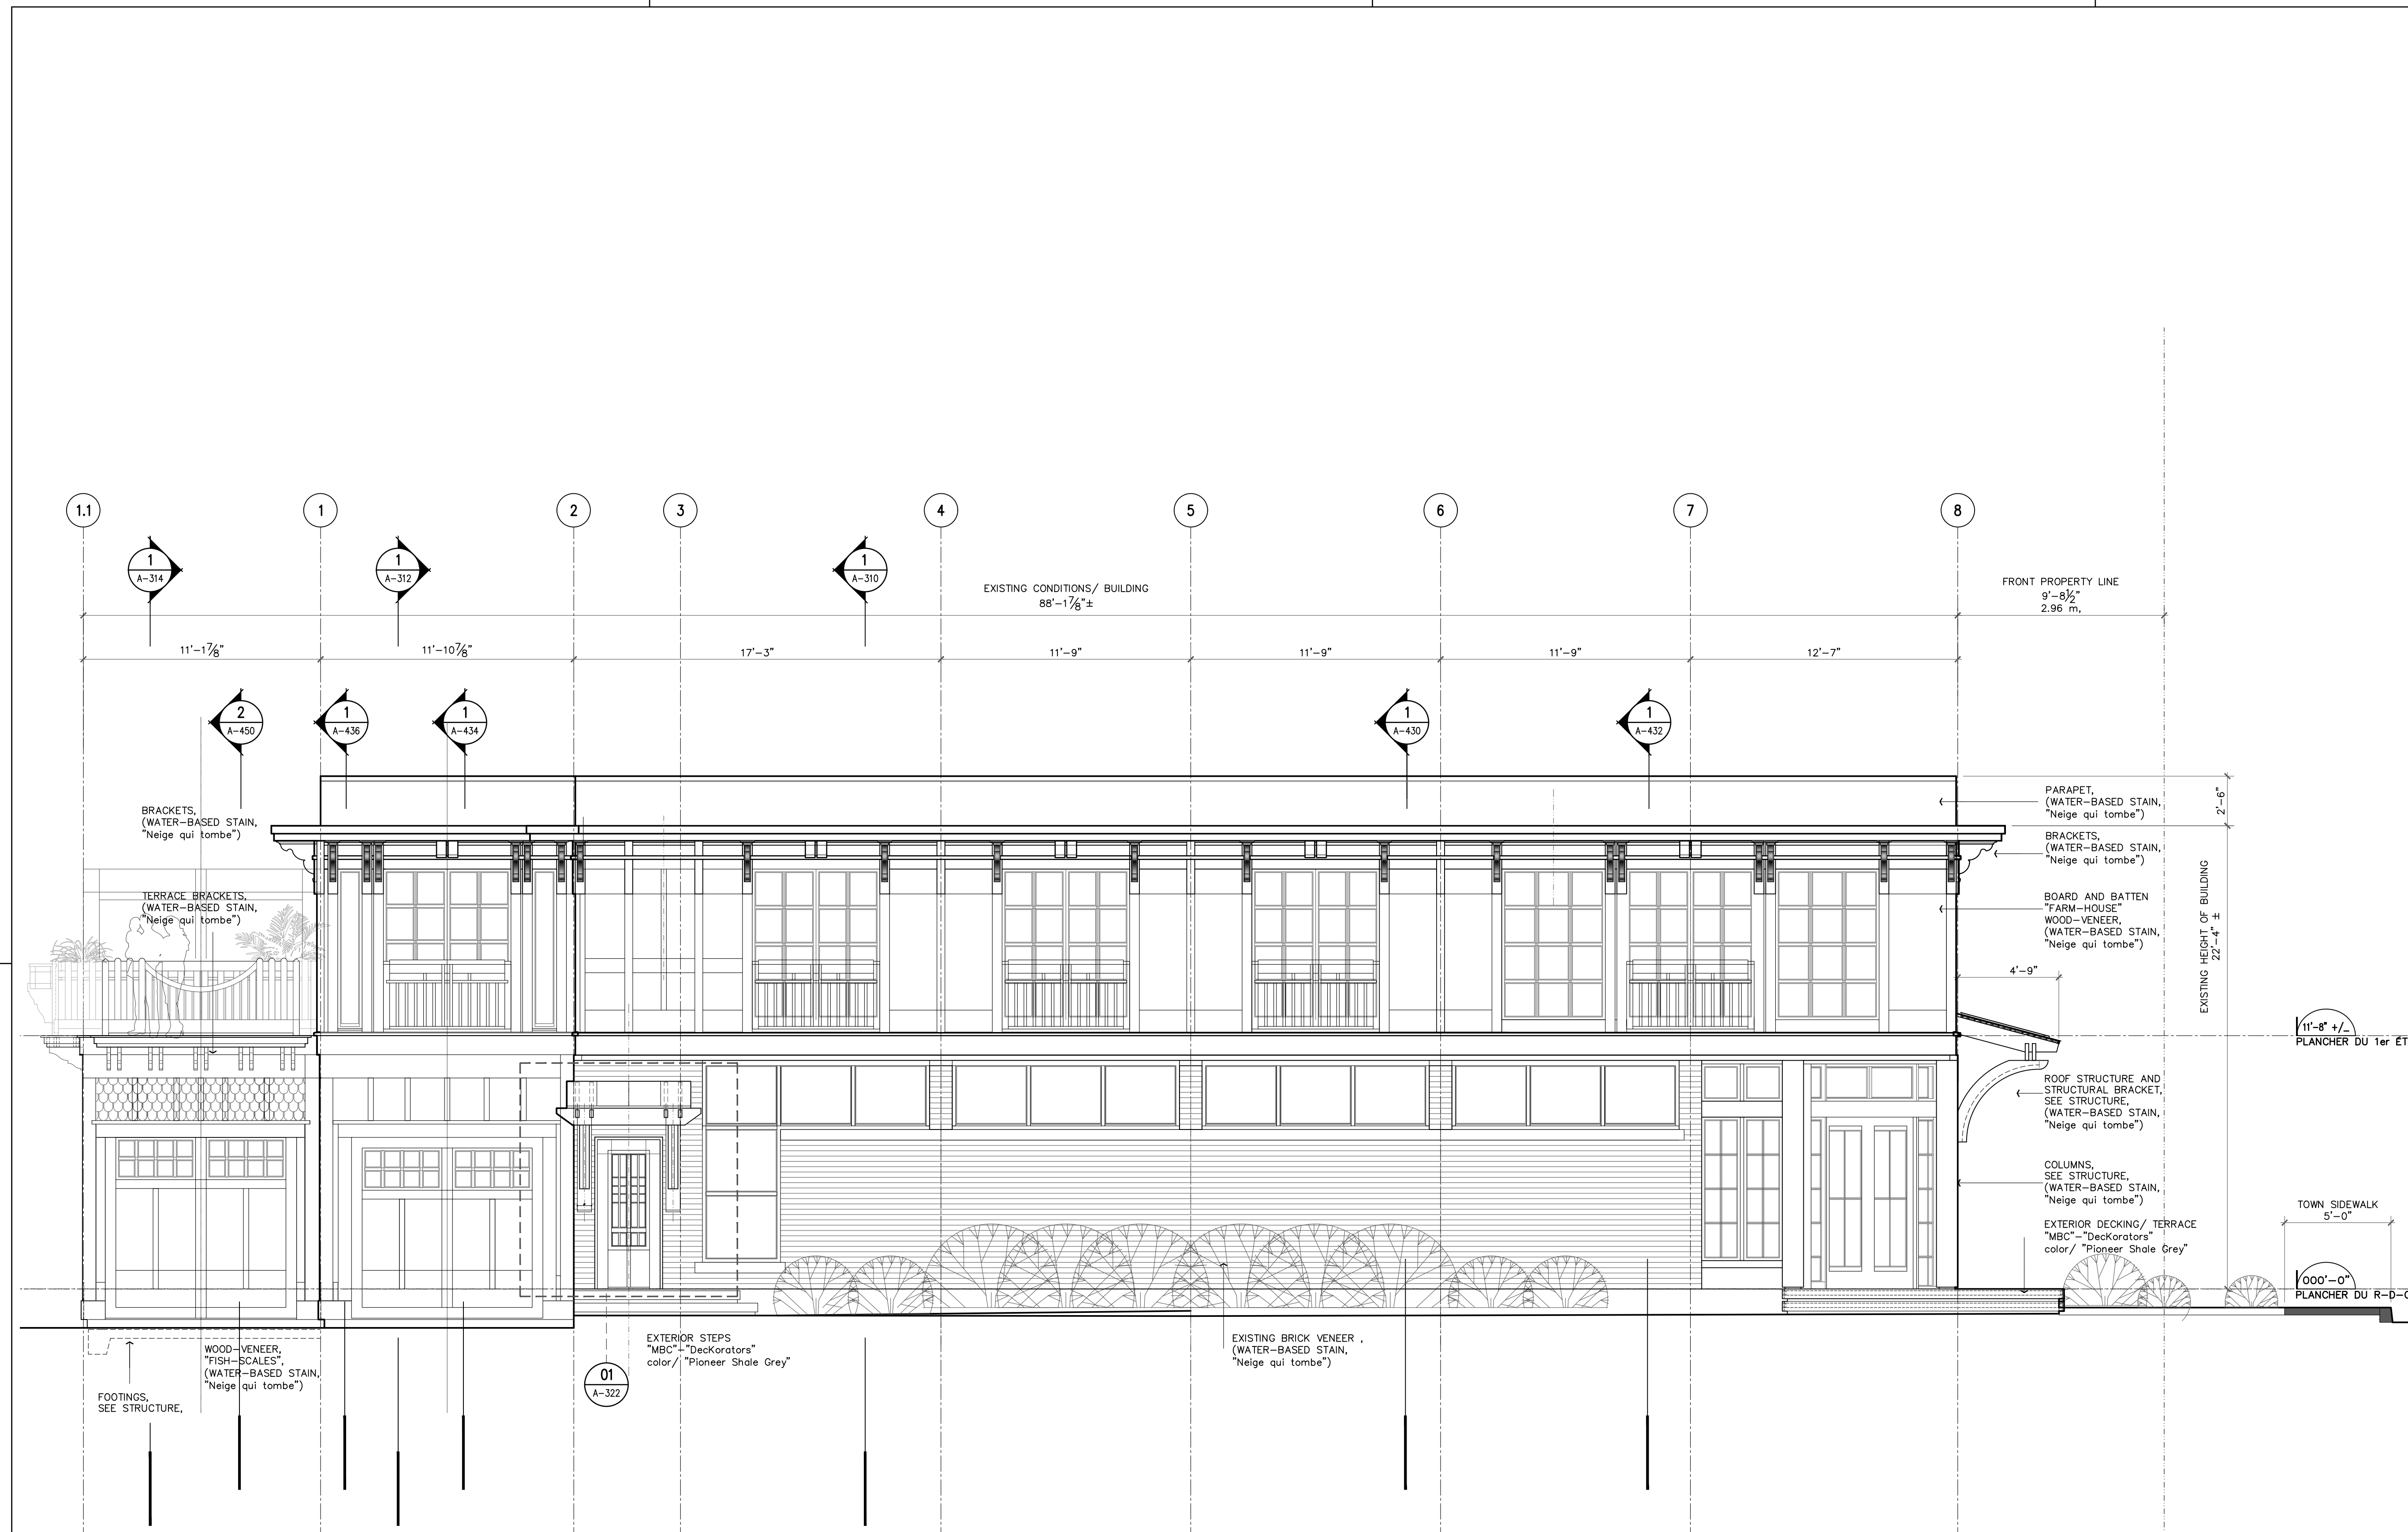 1.1
1
2
3
4
5
6
7
8
1
A-314
1
A-312
1
A-310
EXISTING CONDITIONS/ BUILDING
88'-1⅞"±
FRONT PROPERTY LINE
9'-8½"
2.96 m,
11'-1⅞"
11'-10⅞"
17'-3"
11'-9"
11'-9"
11'-9"
12'-7"
2
A-450
1
A-436
1
A-434
1
A-430
1
A-432
BRACKETS,
(WATER-BASED STAIN,
"Neige qui tombe")
TERRACE BRACKETS,
(WATER-BASED STAIN,
"Neige qui tombe")
PARAPET,
(WATER-BASED STAIN,
"Neige qui tombe")
BRACKETS,
(WATER-BASED STAIN,
"Neige qui tombe")
BOARD AND BATTEN
"FARM-HOUSE"
WOOD-VENEER,
(WATER-BASED STAIN,
"Neige qui tombe")
2'-6"
EXISTING HEIGHT OF BUILDING
22'-4" ±
4'-9"
11'-8" +/_
PLANCHER DU 1er ÉT
ROOF STRUCTURE AND
STRUCTURAL BRACKET,
SEE STRUCTURE,
(WATER-BASED STAIN,
"Neige qui tombe")
COLUMNS,
SEE STRUCTURE,
(WATER-BASED STAIN,
"Neige qui tombe")
EXTERIOR DECKING/ TERRACE
"MBC"-"DecKorators"
color/ "Pioneer Shale Grey"
TOWN SIDEWALK
5'-0"
000'-0"
PLANCHER DU R-D-C
WOOD-VENEER,
"FISH-SCALES",
(WATER-BASED STAIN,
"Neige qui tombe")
FOOTINGS,
SEE STRUCTURE,
01
A-322
EXTERIOR STEPS
"MBC"-"DecKorators"
color/ "Pioneer Shale Grey"
EXISTING BRICK VENEER ,
(WATER-BASED STAIN,
"Neige qui tombe")